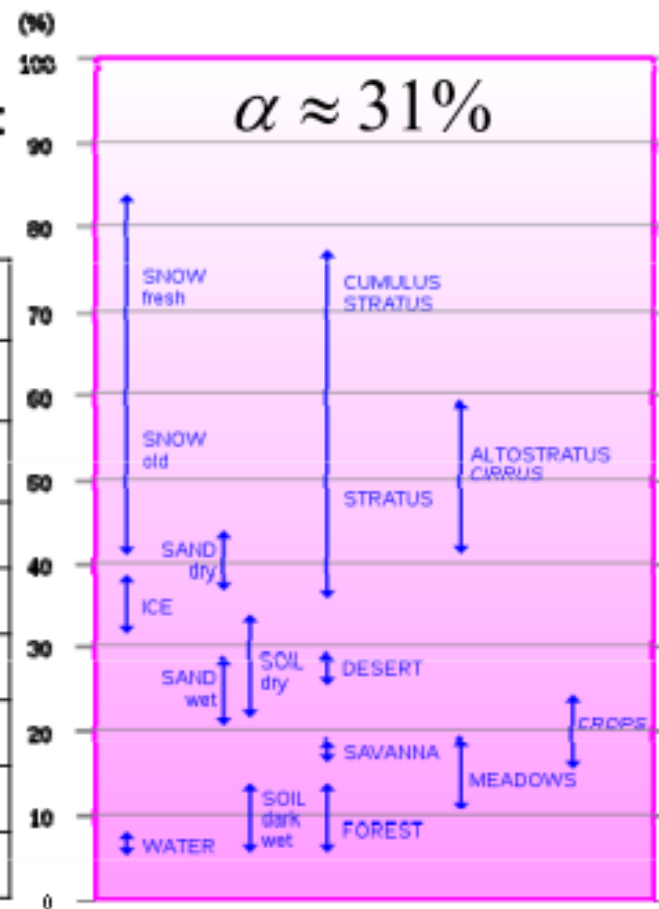 (%)
100
α ≈ 31%
90
80
SNOW
fresh
CUMULUS
STRATUS
70
60
SNOW
old
ALTOSTRATUS
CIRRUS
50
STRATUS
SAND
dry
40
ICE
30
SOIL
dry
DESERT
SAND
wet
20
CROPS
SAVANNA
MEADOWS
10
SOIL
dark
wet
FOREST
WATER
0